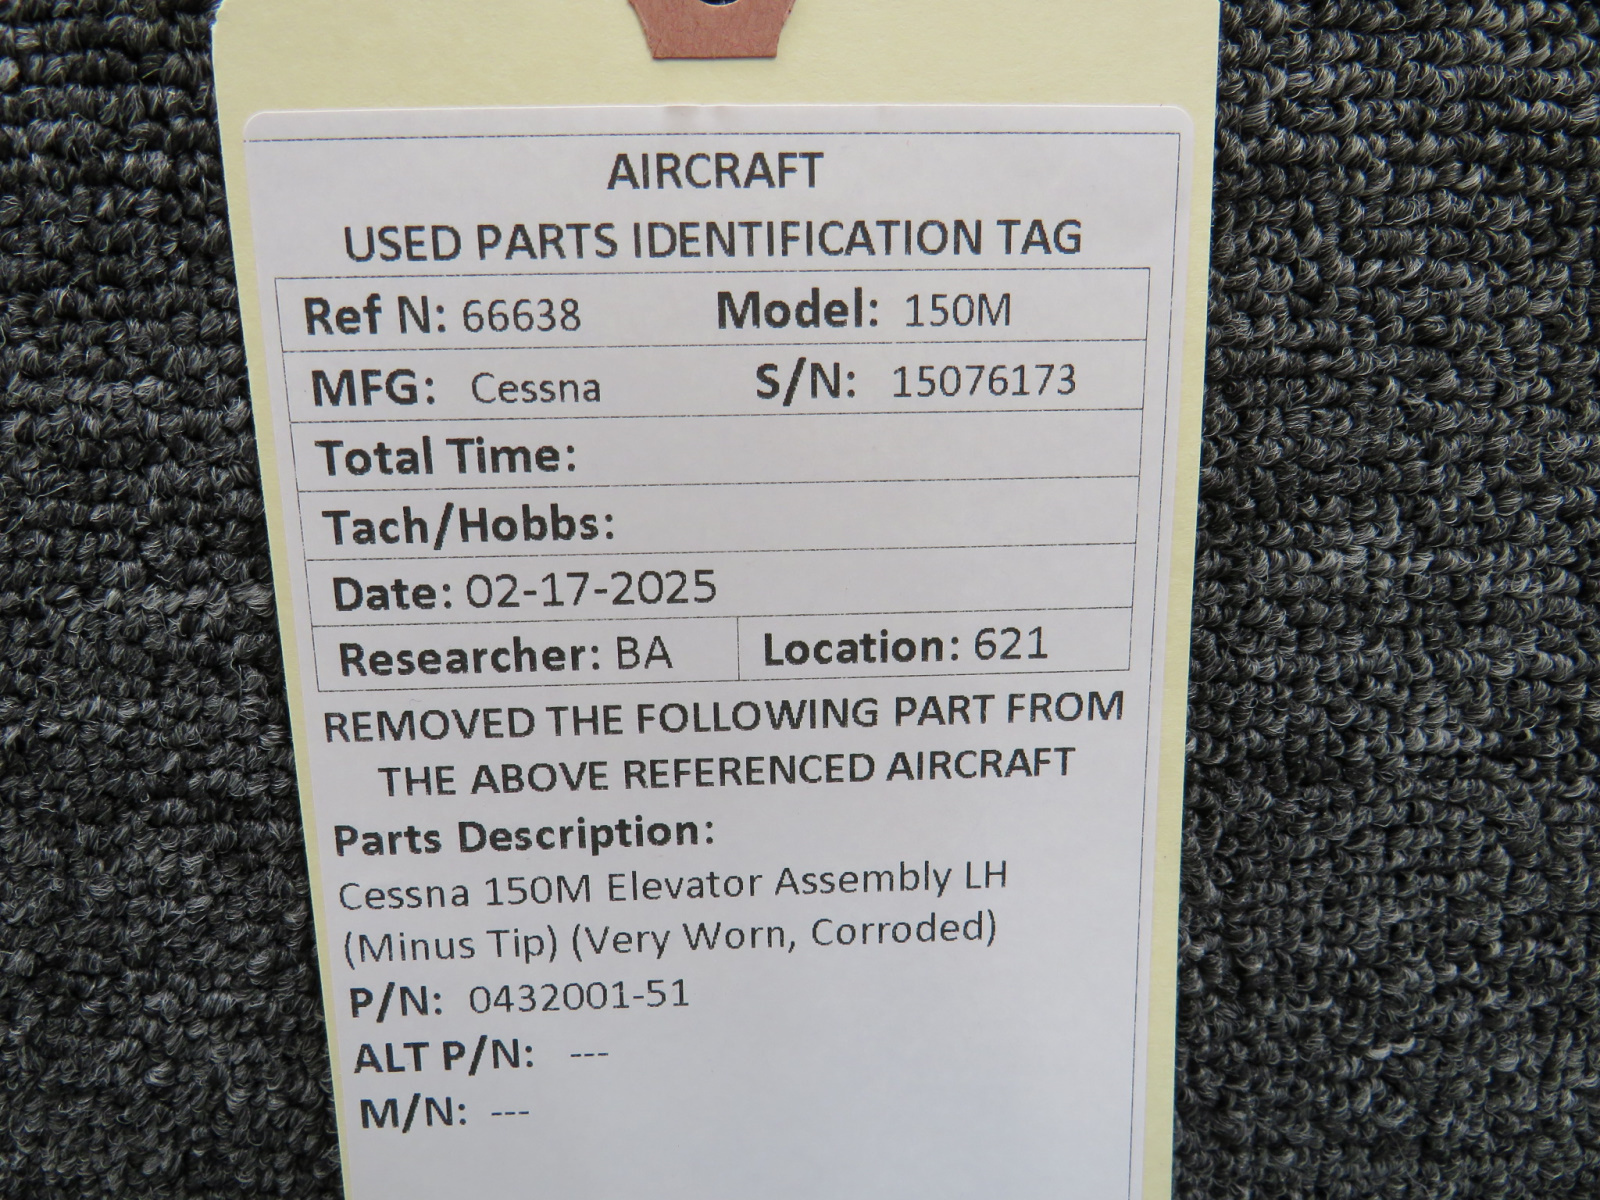 AIRCRAFT
USED PARTS IDENTIFICATION TAG
Ref N: 66638 Model: 150M
MFG: Cessna S/N: 15076173
Total Time:
Tach/Hobbs:
Date: 02-17-2025
Researcher: BA Location: 621
REMOVED THE FOLLOWING PART FROM
THE ABOVE REFERENCED AIRCRAFT
Parts Description:
Cessna 150M Elevator Assembly LH
(Minus Tip) (Very Worn, Corroded)
P/N: 0432001-51
ALT P/N: ---
M/N: ---